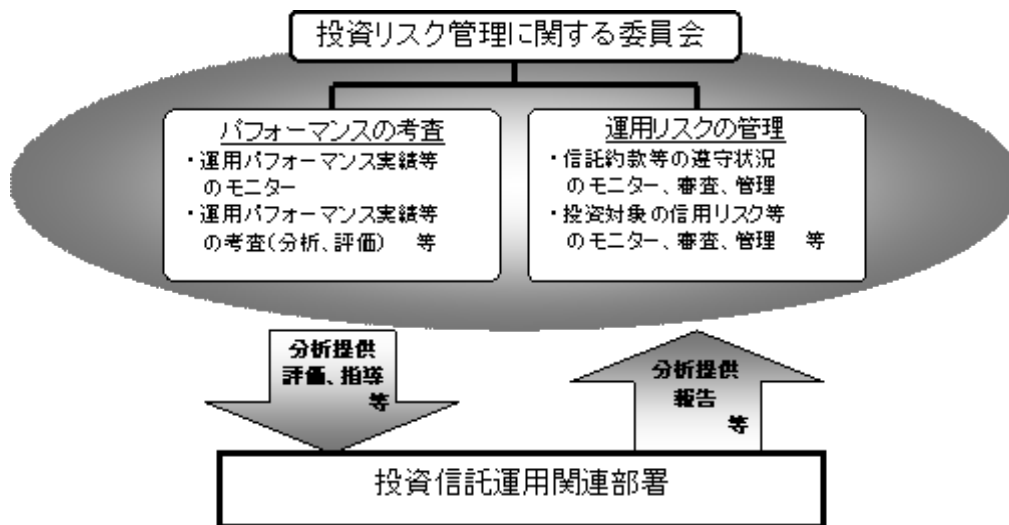 投資リスク管理に関する委員会
パフォーマンスの考査
・運用パフォーマンス実績等
のモニター
・運用パフォーマンス実績等
の考査(分析、評価) 等
運用リスクの管理
・信託約款等の遵守状況
のモニター、審査、管理
・投資対象の信用リスク等
のモニター、審査、管理 等
分析提供
評価、指導
等
分析提供
報告
等
投資信託運用関連部署